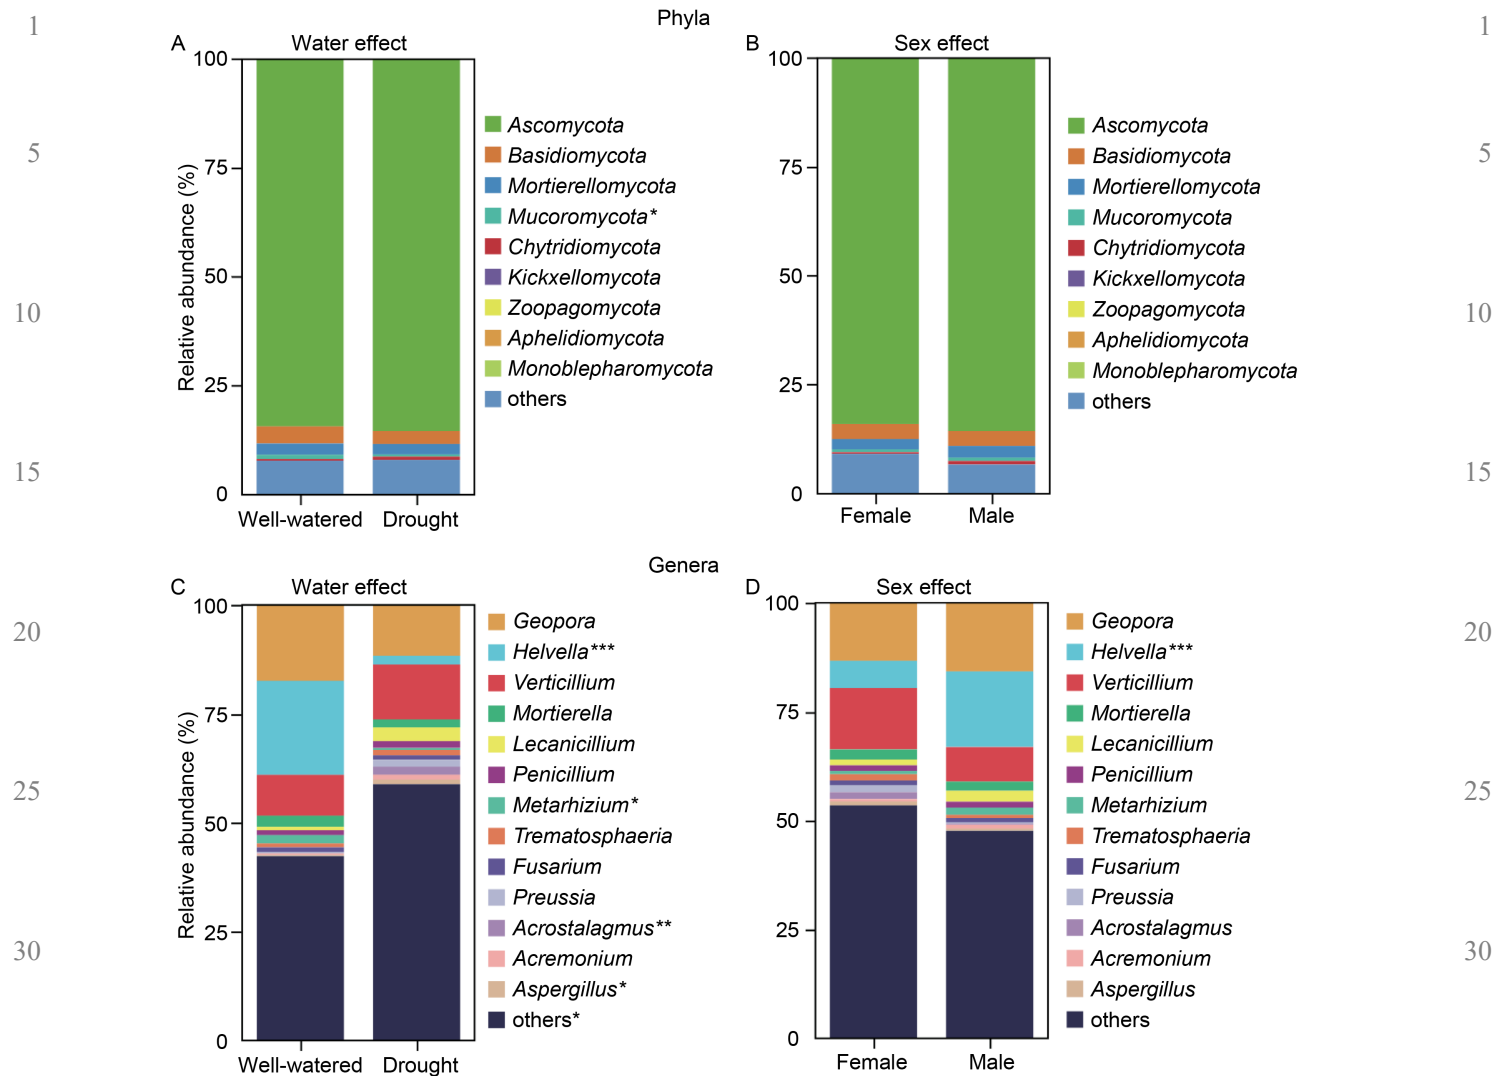 Phyla
A Water effect
Relative abundance (%)
100
75
50
25
0
Well-watered Drought
Ascomycota
Basidiomycota
Mortierellomycota
Mucoromycota*
Chytridiomycota
Kickxellomycota
Zoopagomycota
Aphelidiomycota
Monoblepharomycota
others
B Sex effect
100
75
50
25
0
Female Male
Ascomycota
Basidiomycota
Mortierellomycota
Mucoromycota
Chytridiomycota
Kickxellomycota
Zoopagomycota
Aphelidiomycota
Monoblepharomycota
others
Genera
C Water effect
Relative abundance (%)
100
75
50
25
0
Well-watered Drought
Geopora
Helvella***
Verticillium
Mortierella
Lecanicillium
Penicillium
Metarhizium*
Trematosphaeria
Fusarium
Preussia
Acrostalagmus**
Acremonium
Aspergillus*
others*
D Sex effect
100
75
50
25
0
Female Male
Geopora
Helvella***
Verticillium
Mortierella
Lecanicillium
Penicillium
Metarhizium
Trematosphaeria
Fusarium
Preussia
Acrostalagmus
Acremonium
Aspergillus
others
1
5
10
15
20
25
30
1
5
10
15
20
25
30